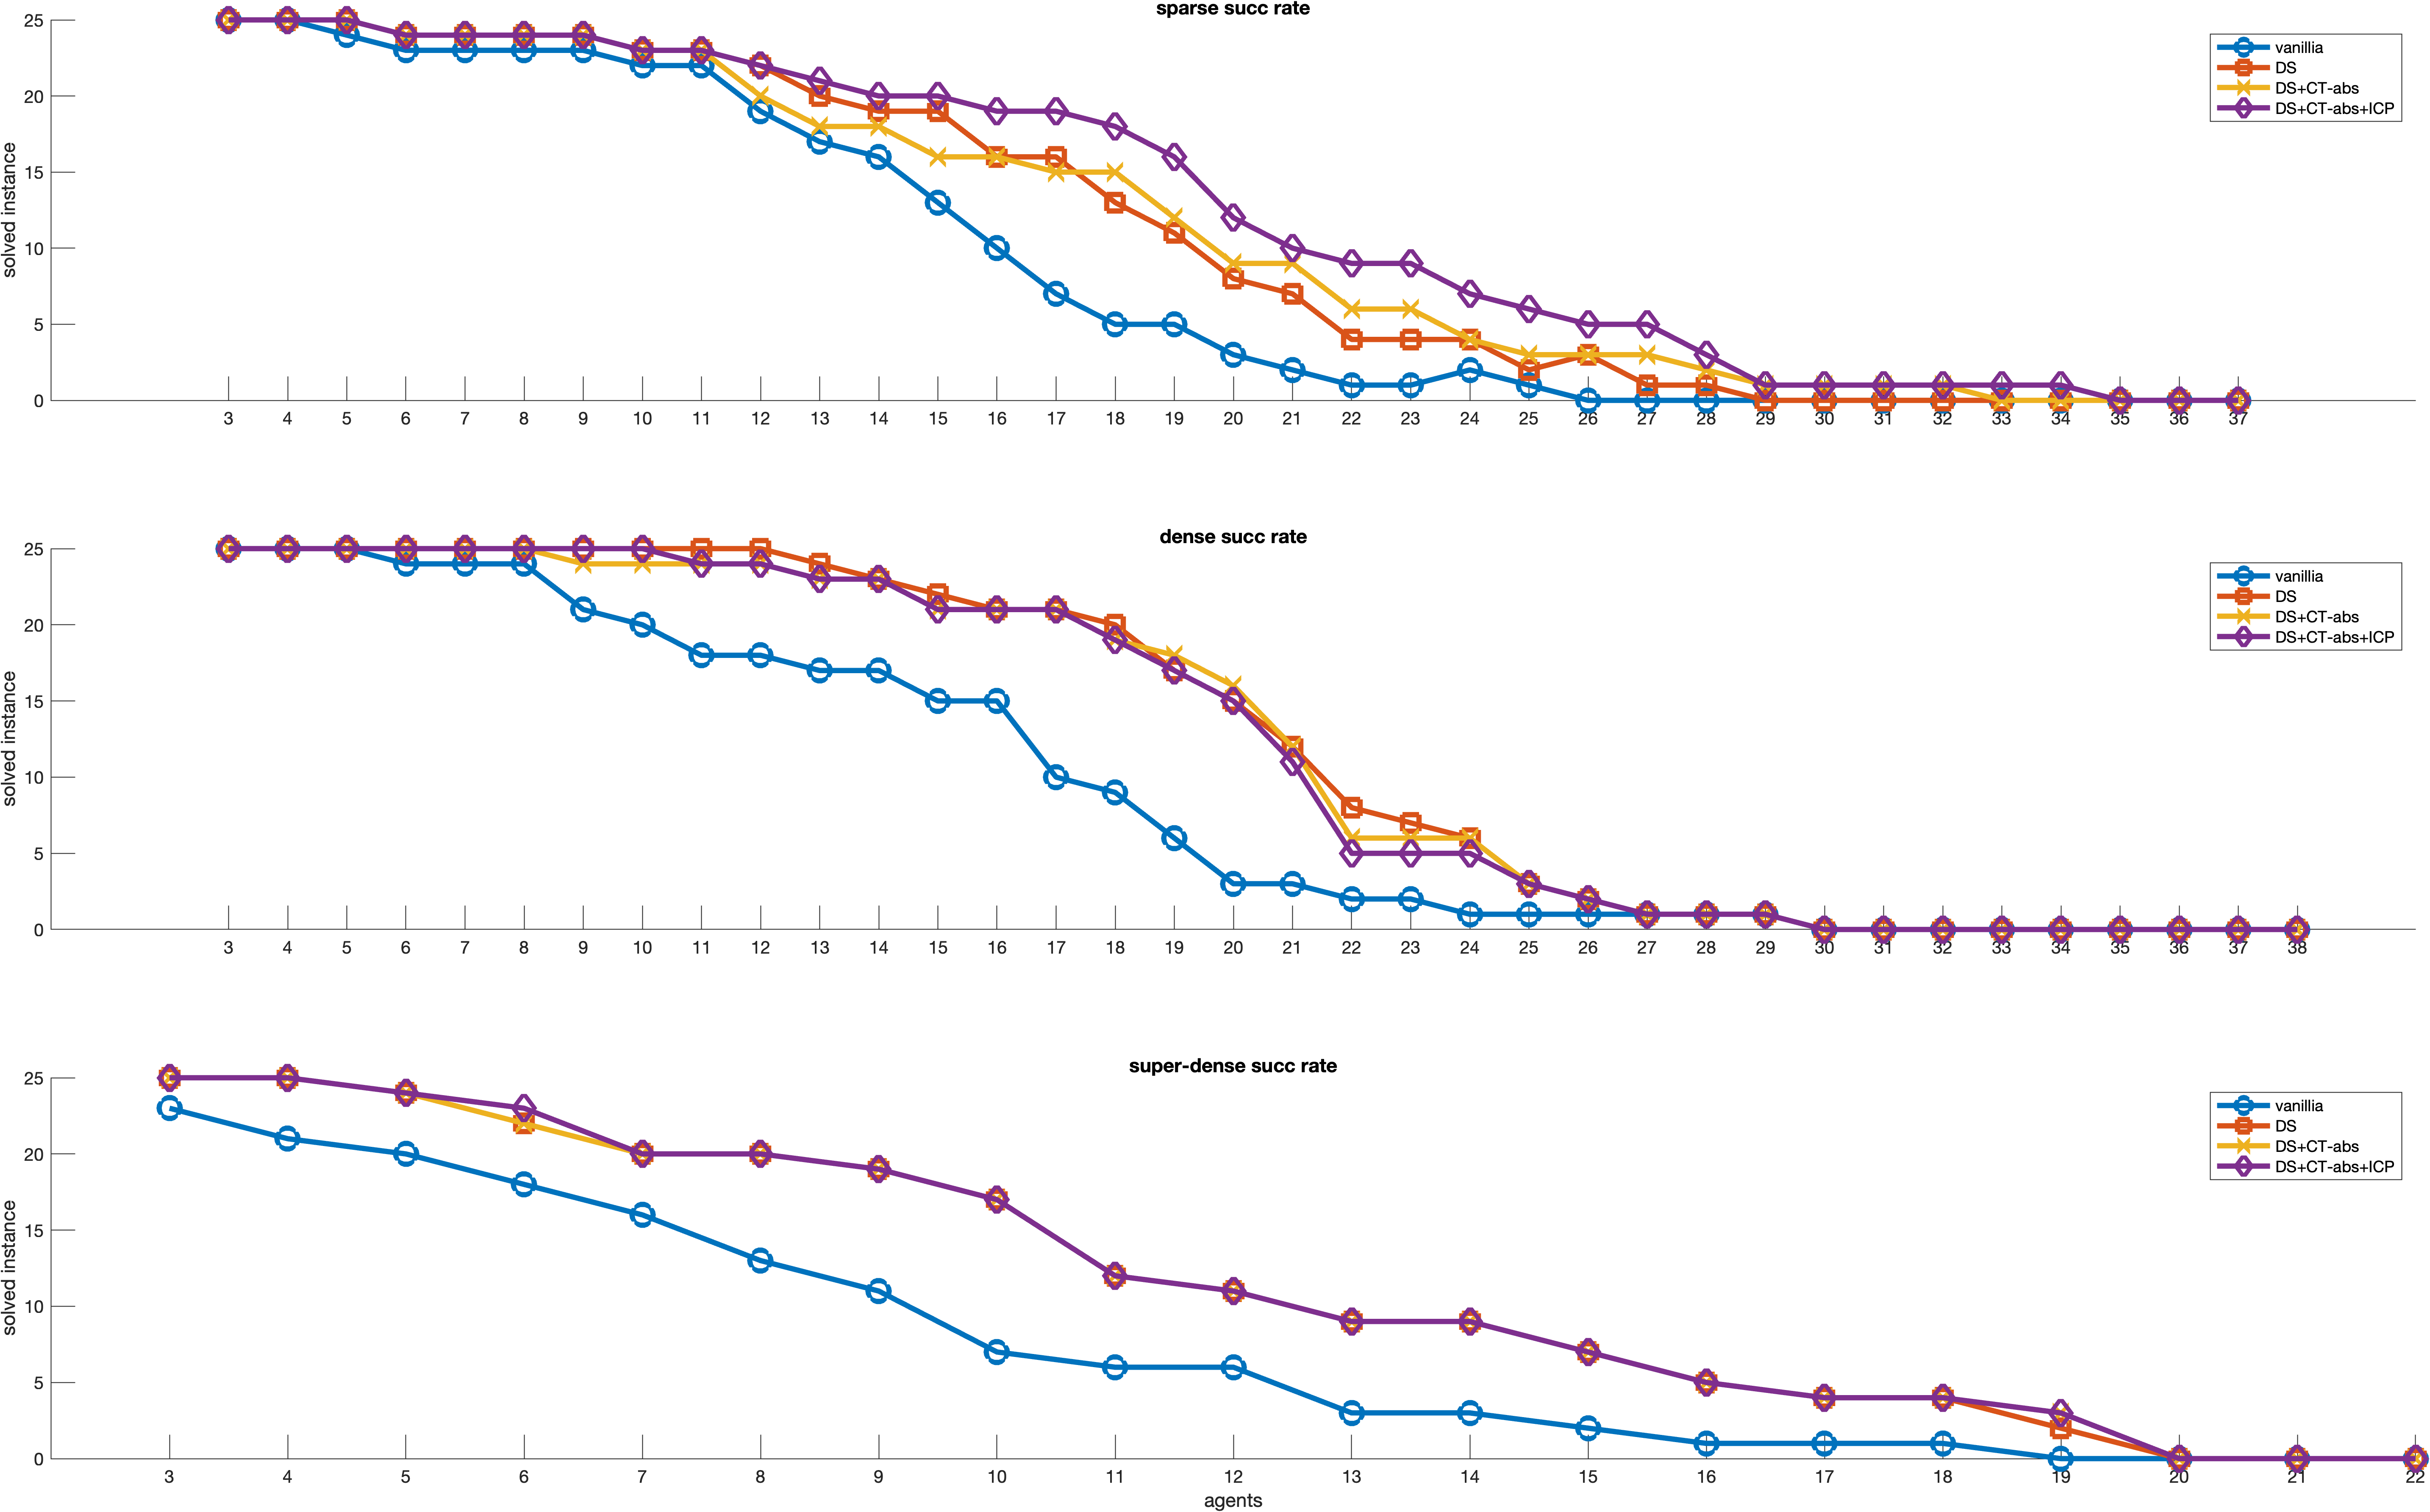 sparse succ rate
25
20
15
10
5
0
solved instance
vanillia
DS
DS+CT-abs
DS+CT-abs+ICP
3 4 5 6 7 8 9 10 11 12 13 14 15 16 17 18 19 20 21 22 23 24 25 26 27 28 29 30 31 32 33 34 35 36 37
dense succ rate
25
20
15
10
5
0
solved instance
vanillia
DS
DS+CT-abs
DS+CT-abs+ICP
3 4 5 6 7 8 9 10 11 12 13 14 15 16 17 18 19 20 21 22 23 24 25 26 27 28 29 30 31 32 33 34 35 36 37 38
super-dense succ rate
25
20
15
10
5
0
solved instance
vanillia
DS
DS+CT-abs
DS+CT-abs+ICP
3 4 5 6 7 8 9 10 11 12 13 14 15 16 17 18 19 20 21 22
agents